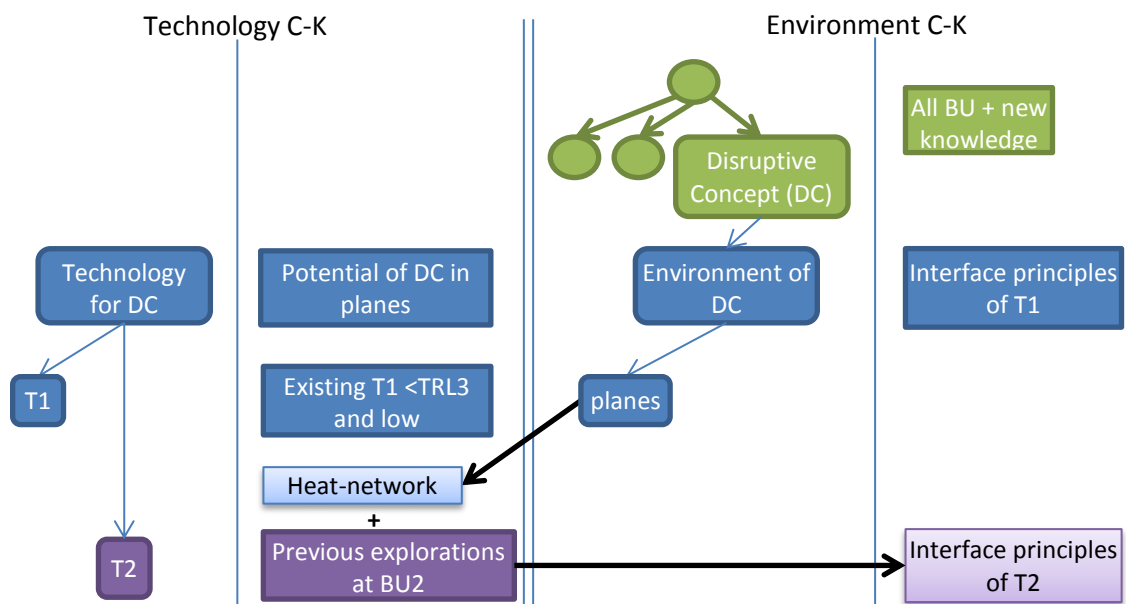 Technology C-K
Environment C-K
All BU + new
knowledge
Disruptive
Concept (DC)
Technology
for DC
Potential of DC in
planes
Environment of
DC
Interface principles
of T1
T1
Existing T1 <TRL3
and low
planes
Heat-network
+
T2
Previous explorations
at BU2
Interface principles
of T2